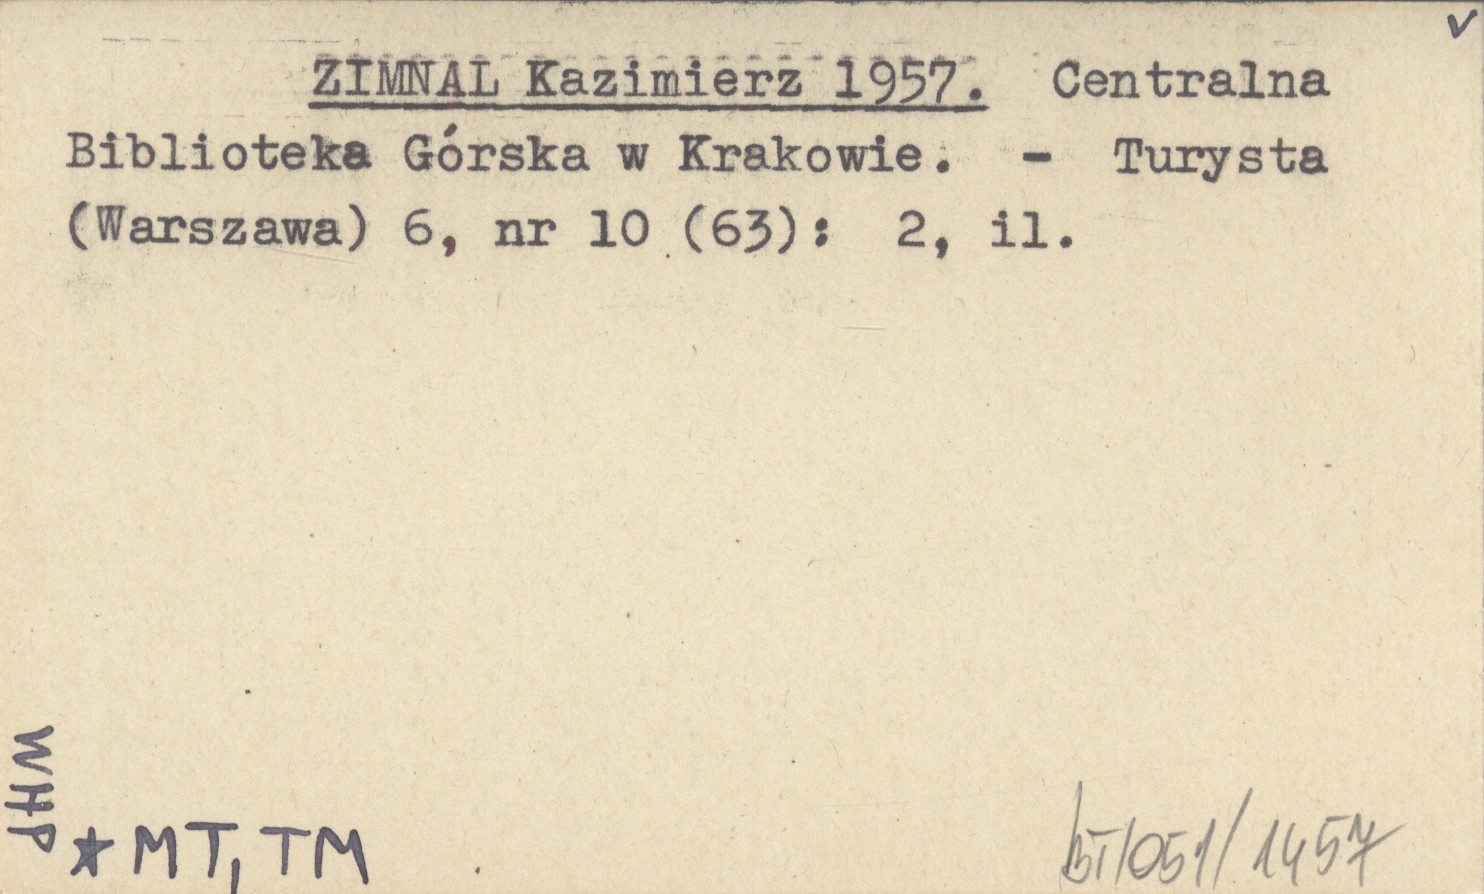 ZIMNAL Kazimierz 1957. Centralna
Biblioteka Górska w Krakowie. - Turysta
(Warszawa) 6, nr 10 (63): 2, il.
WHP
★ MT, TM
BT/051/1457